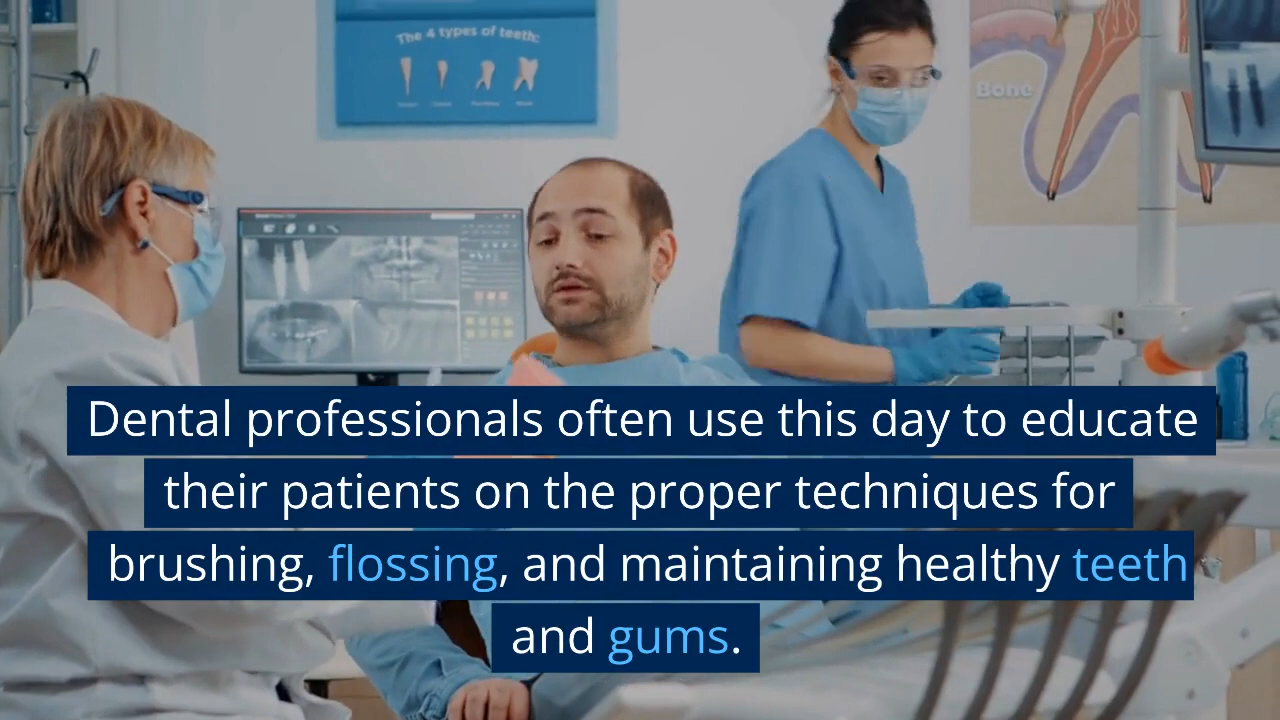 The 4 types of teeth:
Bone
Dental professionals often use this day to educate
their patients on the proper techniques for
brushing, flossing, and maintaining healthy teeth
and gums.